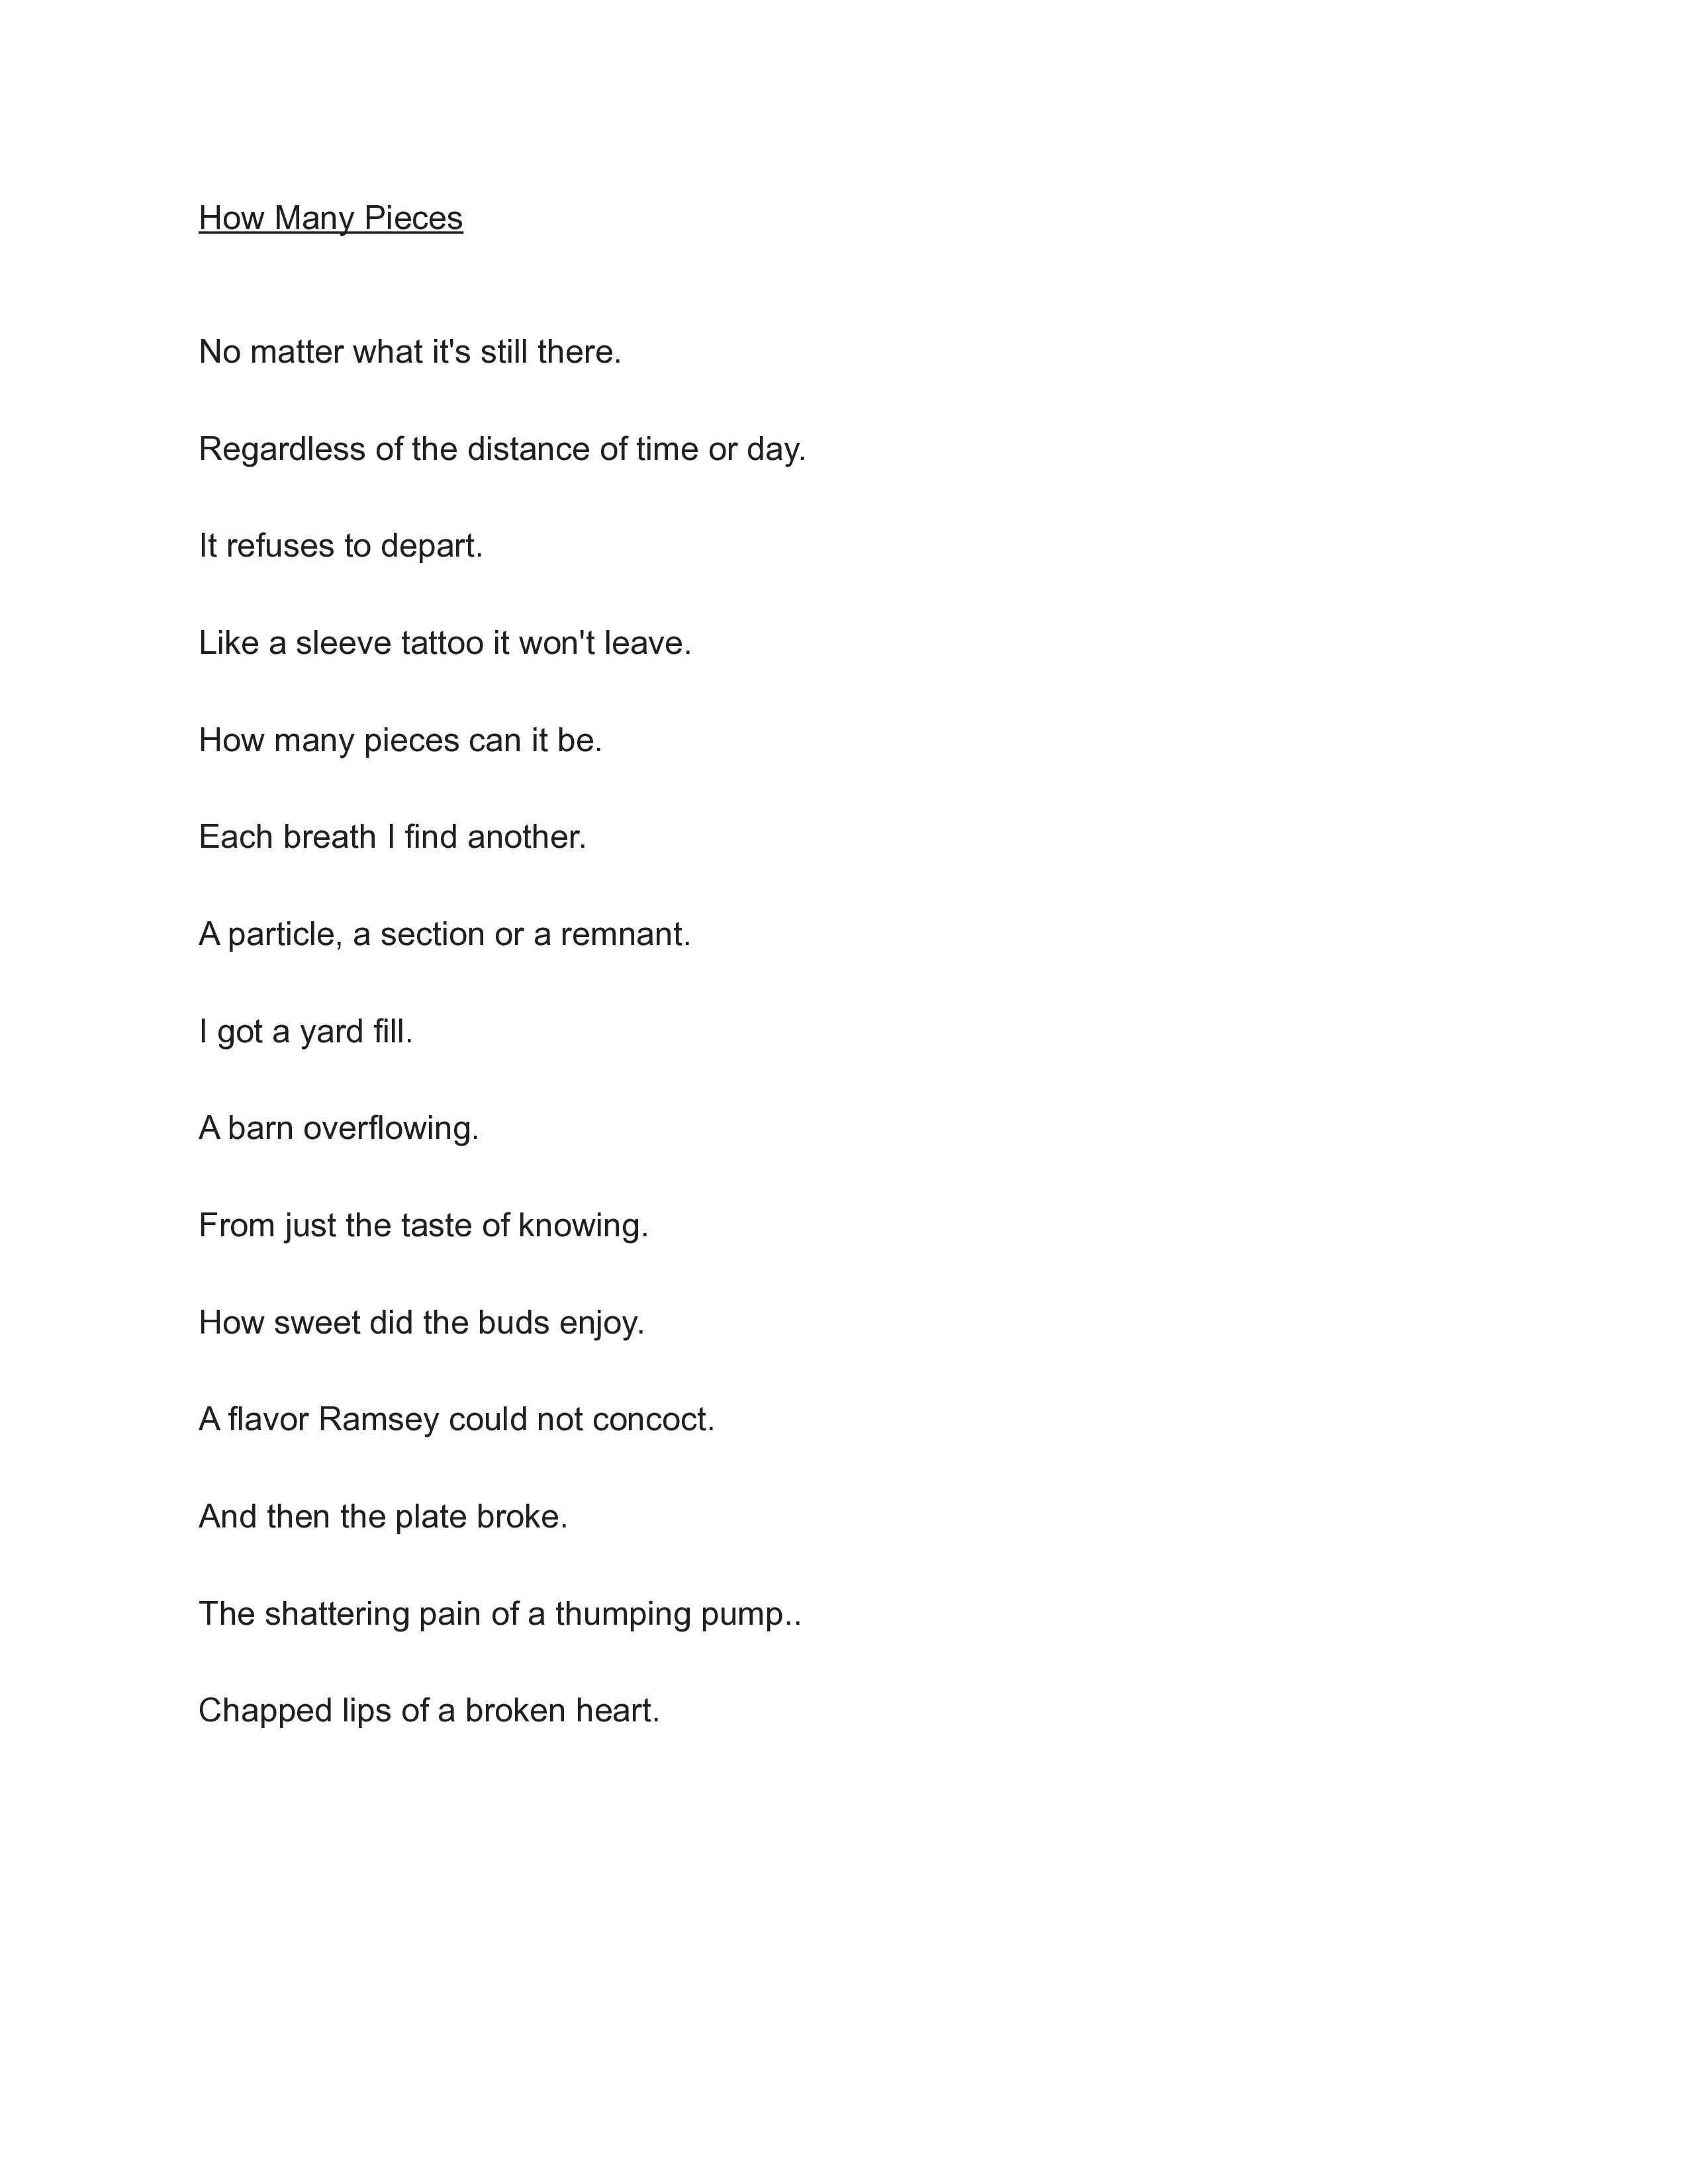 How Many Pieces
No matter what it's still there.
Regardless of the distance of time or day.
It refuses to depart.
Like a sleeve tattoo it won't leave.
How many pieces can it be.
Each breath I find another.
A particle, a section or a remnant.
I got a yard fill.
A barn overflowing.
From just the taste of knowing.
How sweet did the buds enjoy.
A flavor Ramsey could not concoct.
And then the plate broke.
The shattering pain of a thumping pump..
Chapped lips of a broken heart.